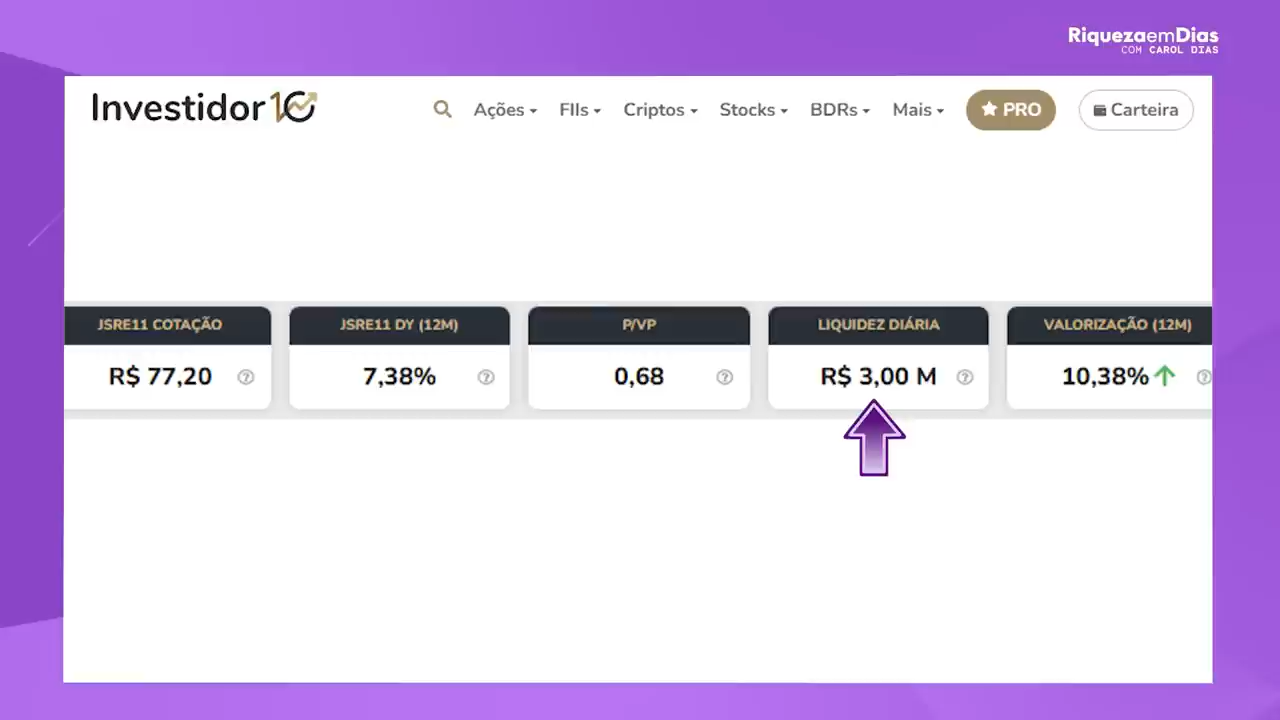 RiquezaemDias
COM CAROL DIAS
Investidor10
Ações
FIIs
Criptos
Stocks
BDRs
Mais
PRO
Carteira
JSRE11 COTAÇÃO
R$ 77,20
JSRE11 DY (12M)
7,38%
P/VP
0,68
LIQUIDEZ DIÁRIA
R$ 3,00 M
VALORIZAÇÃO (12M)
10,38%